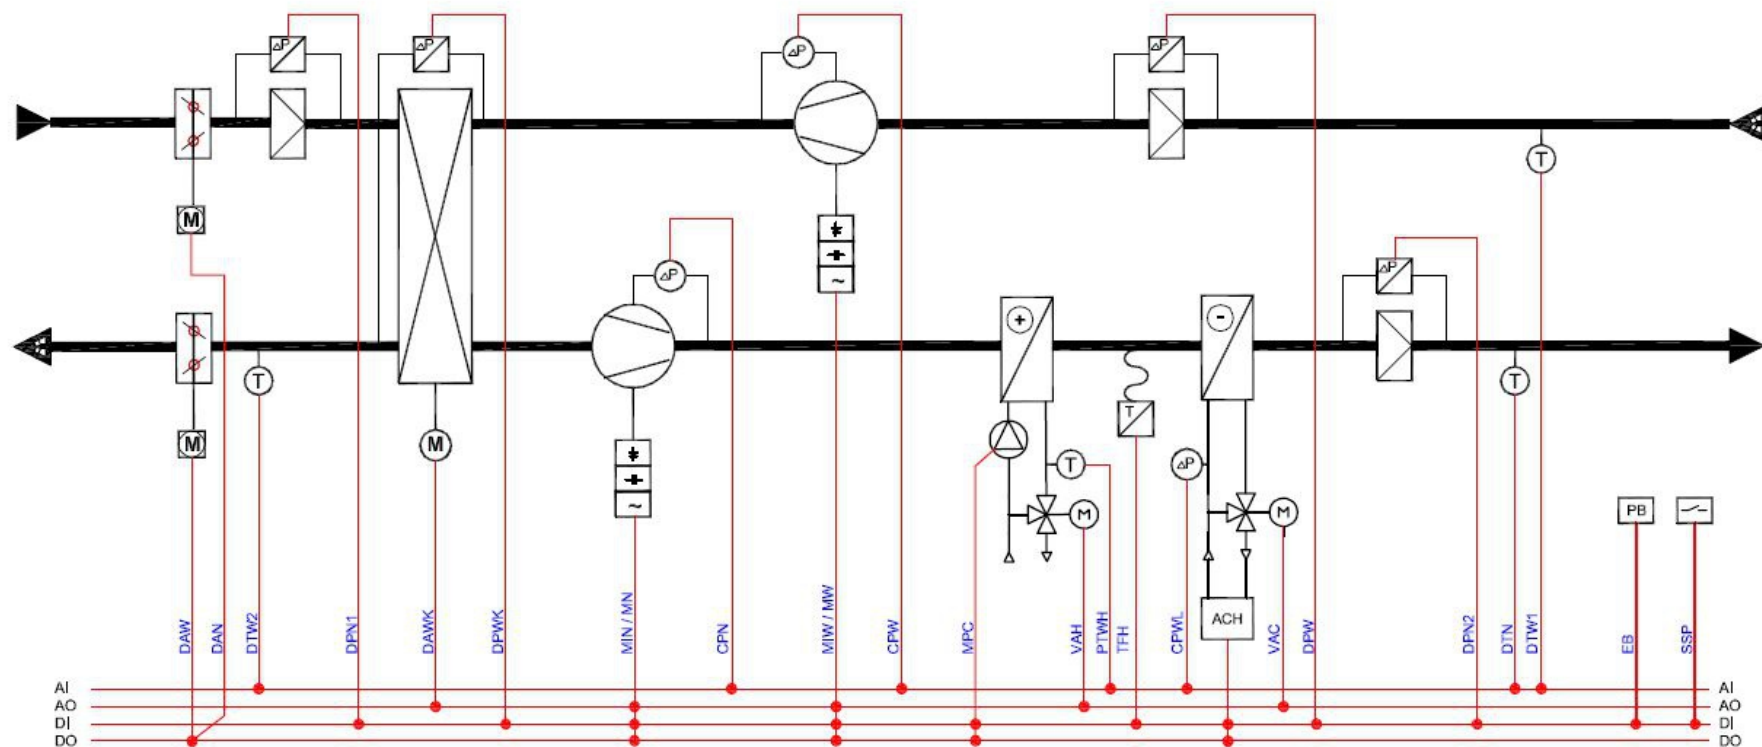 ΔP
ΔP
ΔP
ΔP
T
M
ΔP
ΔP
~
+
-
T
T
M
M
T
T
~
T
ΔP
M
M
PB
ACH
DAW
DAN
DTW2
DPN1
DAWK
DPWK
MIN / MN
CPN
MIW / MW
CPW
MPC
VAH
PTWH
TFH
CPWL
VAC
DPW
DPN2
DTN
DTW1
EB
SSP
AI AI
AO AO
DI DI
DO DO